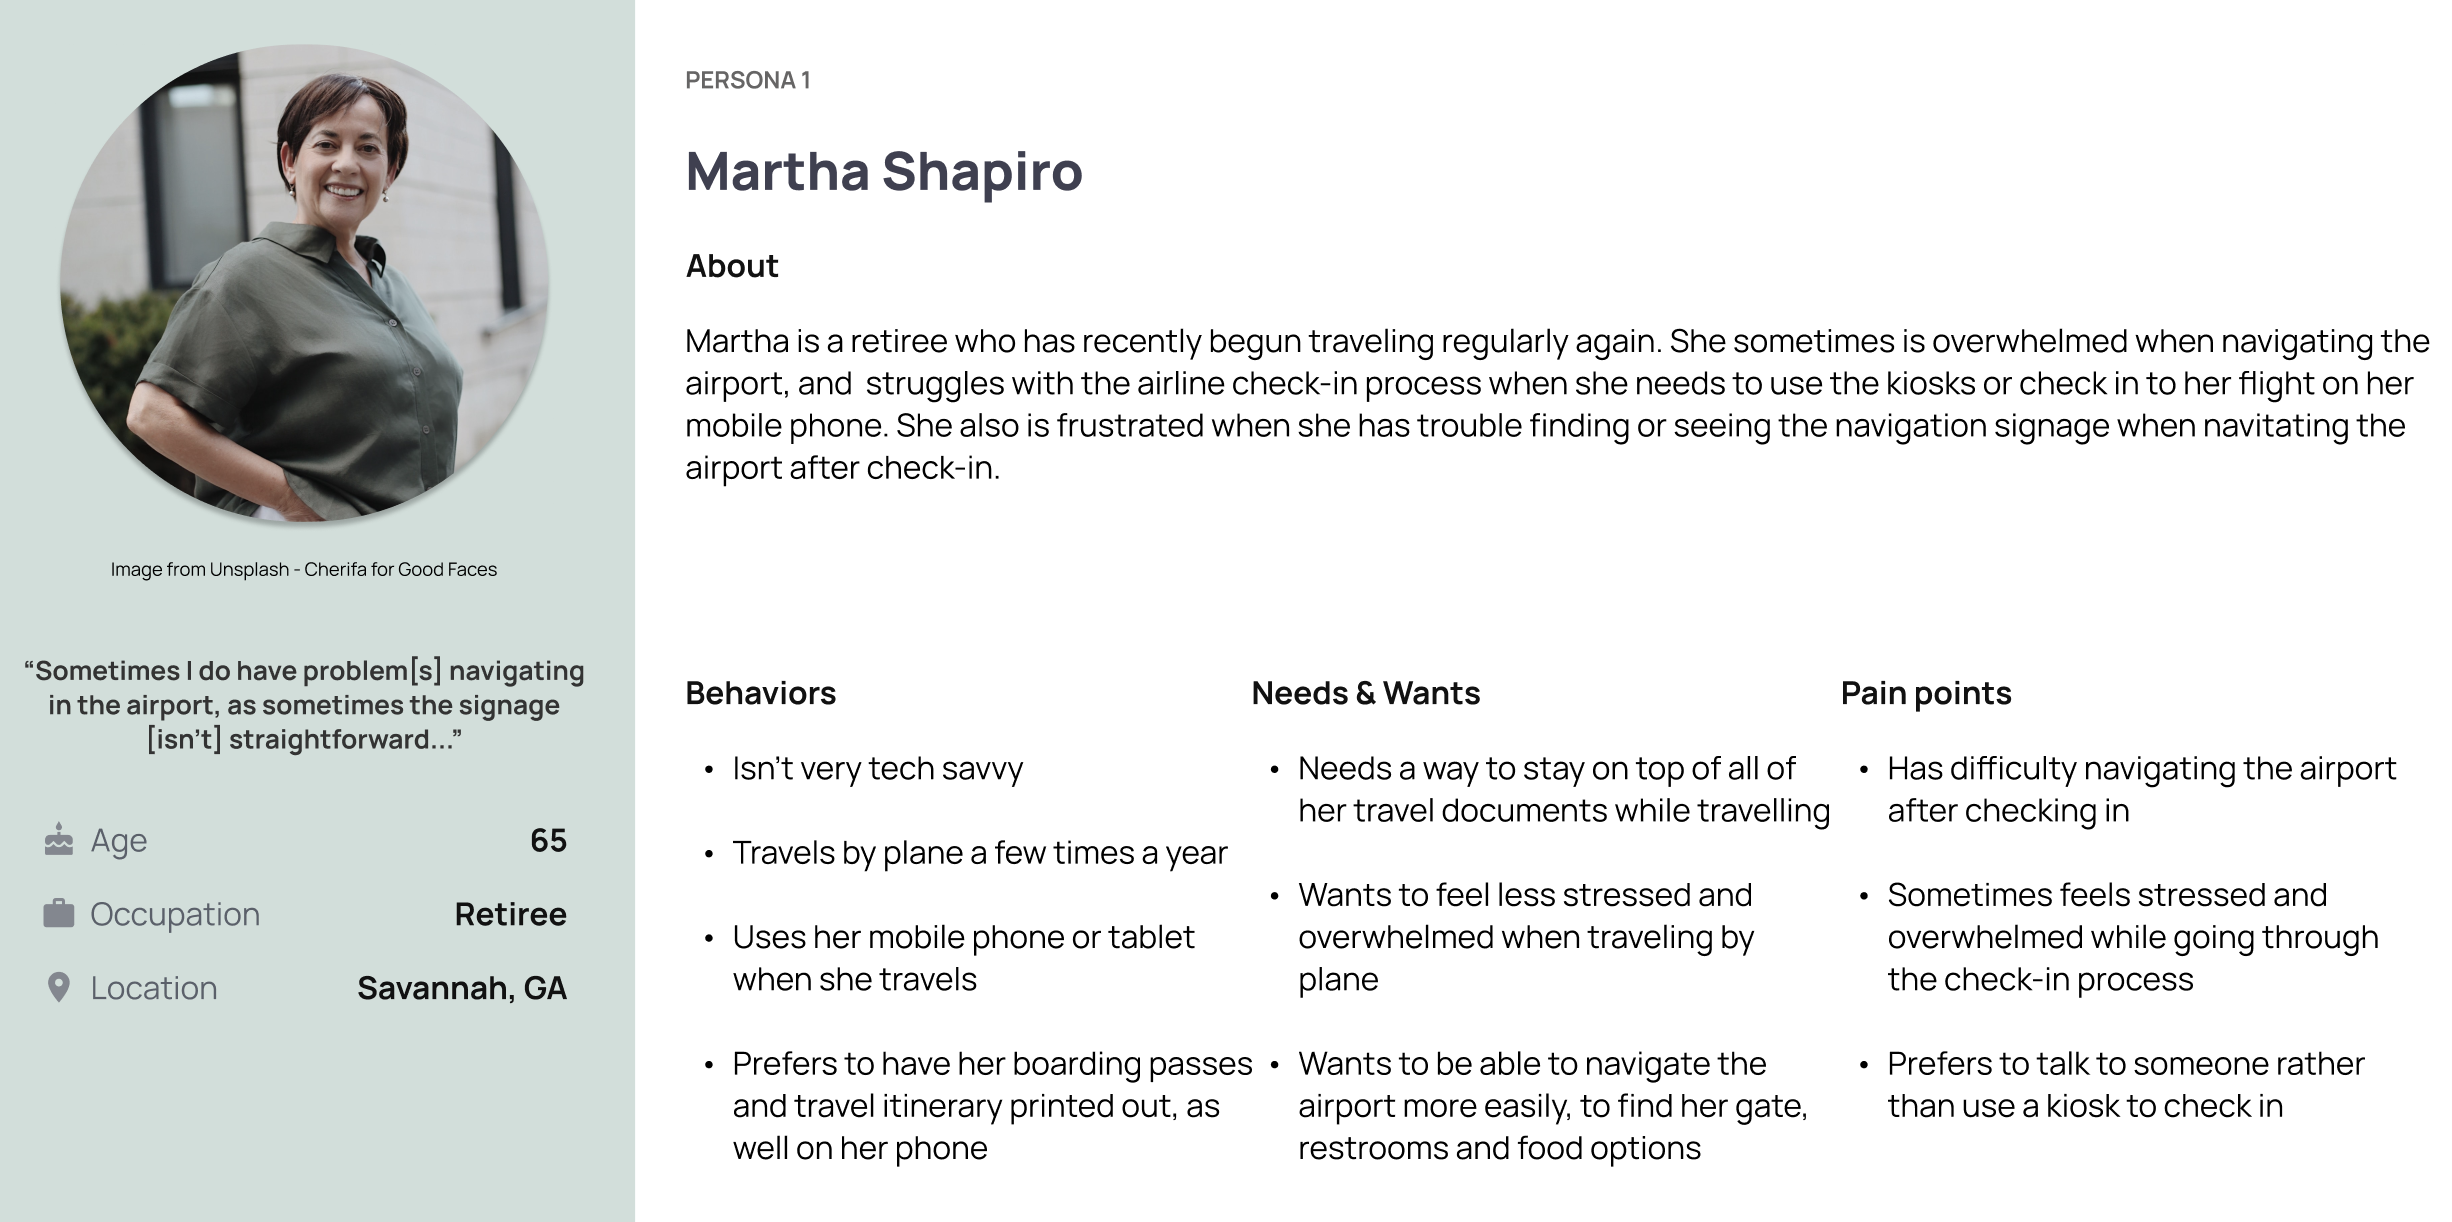 PERSONA 1
Martha Shapiro
About
Martha is a retiree who has recently begun traveling regularly again. She sometimes is overwhelmed when navigating the
airport, and  struggles with the airline check-in process when she needs to use the kiosks or check in to her flight on her
mobile phone. She also is frustrated when she has trouble finding or seeing the navigation signage when navitating the
airport after check-in.
Image from Unsplash - Cherifa for Good Faces
“Sometimes I do have problem[s] navigating
in the airport, as sometimes the signage
[isn’t] straightforward...”
Age 65
Occupation Retiree
Location Savannah, GA
Behaviors
• Isn’t very tech savvy
• Travels by plane a few times a year
• Uses her mobile phone or tablet
when she travels
• Prefers to have her boarding passes
and travel itinerary printed out, as
well on her phone
Needs & Wants
• Needs a way to stay on top of all of
her travel documents while travelling
• Wants to feel less stressed and
overwhelmed when traveling by
plane
• Wants to be able to navigate the
airport more easily, to find her gate,
restrooms and food options
Pain points
• Has difficulty navigating the airport
after checking in
• Sometimes feels stressed and
overwhelmed while going through
the check-in process
• Prefers to talk to someone rather
than use a kiosk to check in